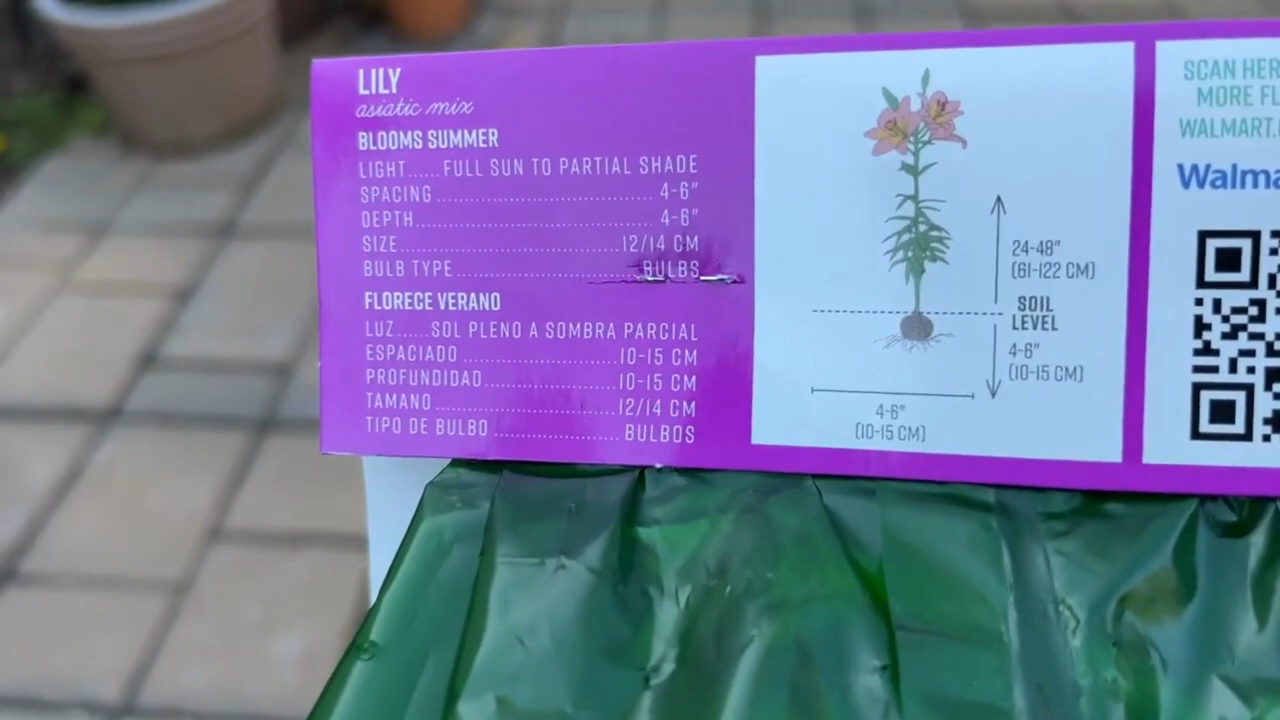 LILY
asiatic mix
BLOOMS SUMMER
LIGHT......FULL SUN TO PARTIAL SHADE
SPACING.....................................4-6"
DEPTH..........................................4-6"
SIZE.......................................12/14 CM
BULB TYPE.............................BULBS
FLORECE VERANO
LUZ......SOL PLENO A SOMBRA PARCIAL
ESPACIADO..........................10-15 CM
PROFUNDIDAD......................10-15 CM
TAMANO...............................12/14 CM
TIPO DE BULBO......................BULBOS
24-48"
(61-122 CM)
SOIL
LEVEL
4-6"
(10-15 CM)
4-6"
(10-15 CM)
SCAN
MORE
WALMART.